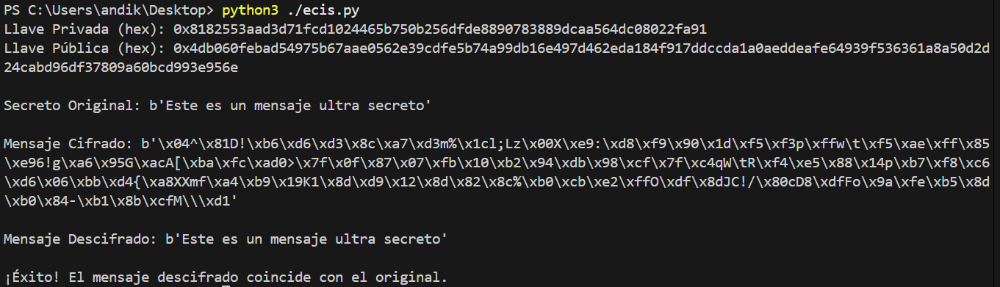 PS C:\Users\andik\Desktop> python3 ./ecis.py
Llave Privada (hex): 0x8182553aad3d71fcd1024465b750b256dfde8890783889dcaa564dc08022fa91
Llave Pública (hex): 0x4db060febad54975b67aae0562e39cdfe5b74a99db16e497d462eda184f917ddccda1a0aeddeafe64939f536361a8a50d2d
24cabd96df37809a60bcd993e956e
Secreto Original: b'Este es un mensaje ultra secreto'
Mensaje Cifrado: b'\x04^\x81D!\xb6\xd6\xd3\x8c\xa7\xd3m%\x1cl;Lz\x00X\xe9:\xd8\xf9\x90\x1d\xf5\xf3p\xffw\t\xf5\xae\xff\x85
\xe96!g\xa6\x95G\xacA[\xba\xfc\xad0>\x7f\x0f\x87\x07\xfb\x10\xb2\x94\xdb\x98\xcf\x7f\xc4qW\tR\xf4\xe5\x88\x14p\xb7\xf8\xc6
\xd6\x06\xbb\xd4{\xa8XXmf\xa4\xb9\x19K1\x8d\xd9\x12\x8d\x82\x8c%\xb0\xcb\xe2\xffO\xdf\x8dJC!/\x80cD8\xdfFo\x9a\xfe\xb5\x8d
\xb0\x84-\xb1\x8b\xcfM\\\xd1'
Mensaje Descifrado: b'Este es un mensaje ultra secreto'
¡Éxito! El mensaje descifrado coincide con el original.